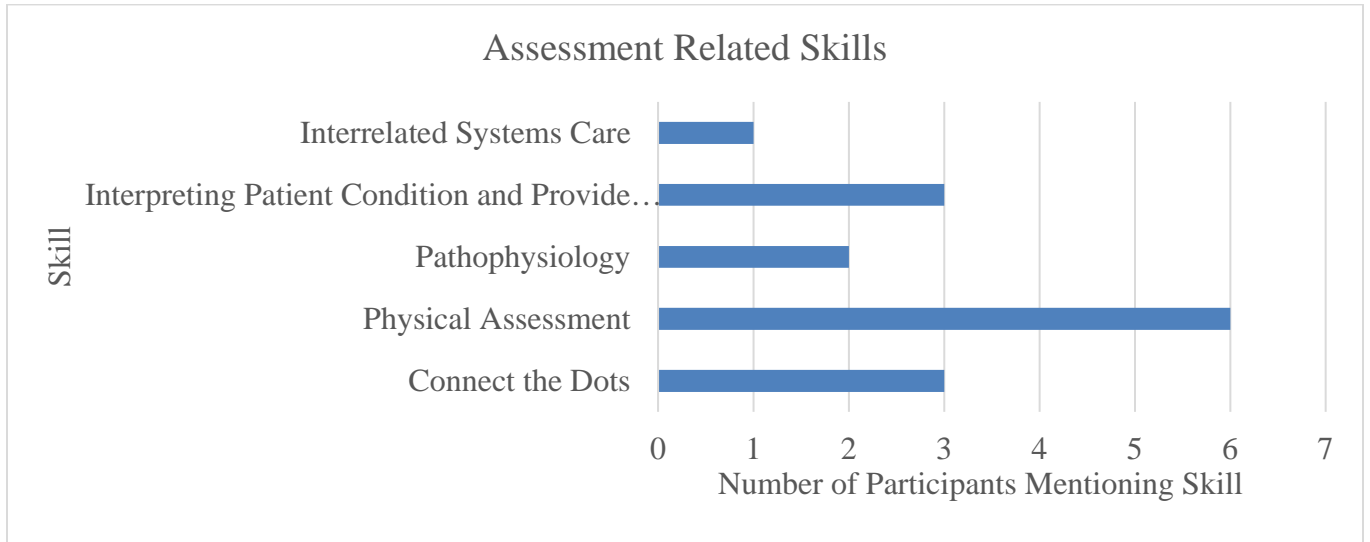 Assessment Related Skills
Interrelated Systems Care
Interpreting Patient Condition and Provide…
Pathophysiology
Physical Assessment
Connect the Dots
Skill
0 1 2 3 4 5 6 7
Number of Participants Mentioning Skill